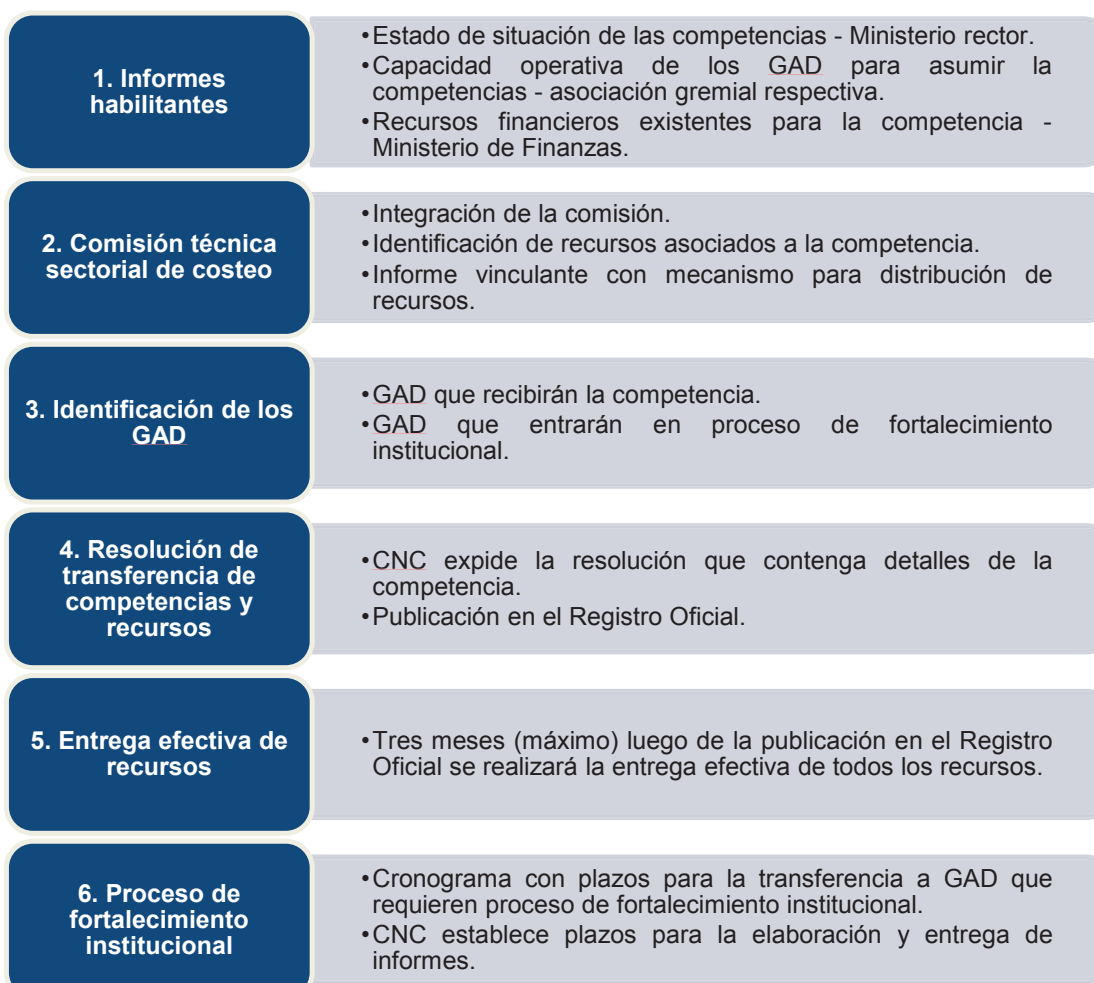 1. Informes
habilitantes
•Estado de situación de las competencias - Ministerio rector.
•Capacidad operativa de los GAD para asumir la
competencias - asociación gremial respectiva.
•Recursos financieros existentes para la competencia -
Ministerio de Finanzas.
2. Comisión técnica
sectorial de costeo
•Integración de la comisión.
•Identificación de recursos asociados a la competencia.
•Informe vinculante con mecanismo para distribución de
recursos.
3. Identificación de los
GAD
•GAD que recibirán la competencia.
•GAD que entrarán en proceso de fortalecimiento
institucional.
4. Resolución de
transferencia de
competencias y
recursos
•CNC expide la resolución que contenga detalles de la
competencia.
•Publicación en el Registro Oficial.
5. Entrega efectiva de
recursos
•Tres meses (máximo) luego de la publicación en el Registro
Oficial se realizará la entrega efectiva de todos los recursos.
6. Proceso de
fortalecimiento
institucional
•Cronograma con plazos para la transferencia a GAD que
requieren proceso de fortalecimiento institucional.
•CNC establece plazos para la elaboración y entrega de
informes.